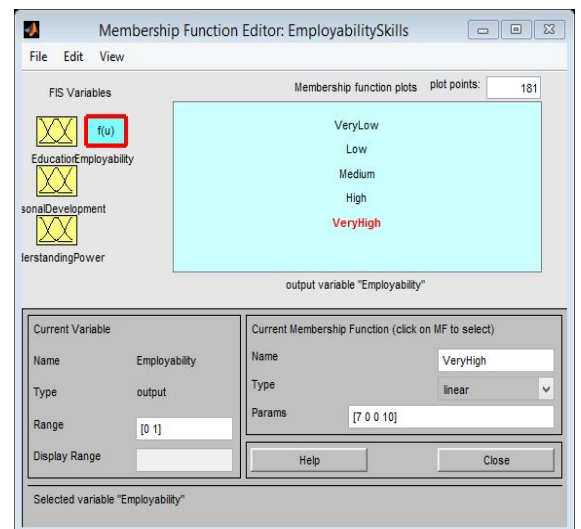 Membership Function Editor: EmployabilitySkills
File Edit View
FIS Variables
Membership function plots plot points: 181
f(u)
EducationEmployability
sonalDevelopment
derstandingPower
VeryLow
Low
Medium
High
VeryHigh
output variable "Employability"
Current Variable
Name Employability
Type output
Range [0 1]
Display Range
Current Membership Function (click on MF to select)
Name VeryHigh
Type linear
Params [7 0 0 10]
Help Close
Selected variable "Employability"